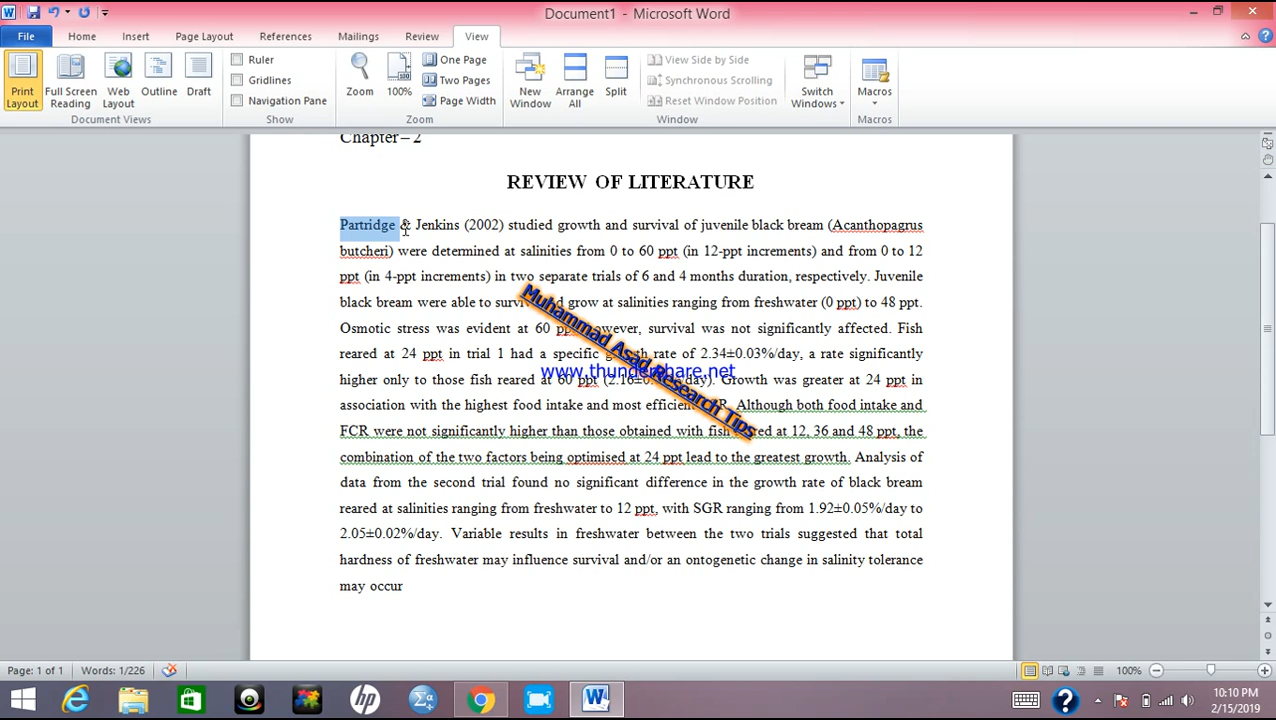 Document1 - Microsoft Word
File Home Insert Page Layout References Mailings Review View
Print Layout
Full Screen Reading
Web Layout
Outline
Draft
Document Views
Ruler
Gridlines
Navigation Pane
Show
Zoom
100%
One Page
Two Pages
Page Width
Zoom
New Window
Arrange All
Split
View Side by Side
Synchronous Scrolling
Reset Window Position
Window
Switch Windows
Macros
Macros
Chapter–2
REVIEW OF LITERATURE
Partridge & Jenkins (2002) studied growth and survival of juvenile black bream (Acanthopagrus
butcheri) were determined at salinities from 0 to 60 ppt (in 12-ppt increments) and from 0 to 12
ppt (in 4-ppt increments) in two separate trials of 6 and 4 months duration, respectively. Juvenile
black bream were able to grow at salinities ranging from freshwater (0 ppt) to 48 ppt.
Osmotic stress was evident at 60 survival was not significantly affected. Fish
reared at 24 ppt in trial 1 had a specific rate of 2.34±0.03%/day, a rate significantly
higher only to those fish reared at 60 ppt Growth was greater at 24 ppt in
association with the highest food intake and most Although both food intake and
FCR were not significantly higher than those obtained with fish at 12, 36 and 48 ppt, the
combination of the two factors being optimised at 24 ppt lead to the greatest growth. Analysis of
data from the second trial found no significant difference in the growth rate of black bream
reared at salinities ranging from freshwater to 12 ppt, with SGR ranging from 1.92±0.05%/day to
2.05±0.02%/day. Variable results in freshwater between the two trials suggested that total
hardness of freshwater may influence survival and/or an ontogenetic change in salinity tolerance
may occur
Muhammad Asad Research Tips
www.thundershare.net
Page: 1 of 1 Words: 1/226 100%
10:10 PM
2/15/2019